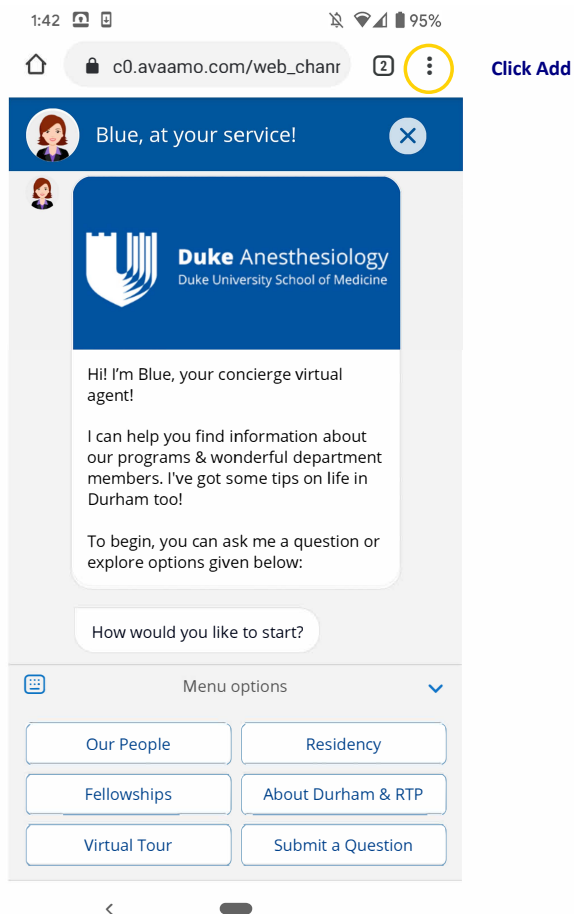 1:42
95%
c0.avaamo.com/web_chanr
2
Click Add
Blue, at your service!
Duke Anesthesiology
Duke University School of Medicine
Hi! I'm Blue, your concierge virtual
agent!
I can help you find information about
our programs & wonderful department
members. I've got some tips on life in
Durham too!
To begin, you can ask me a question or
explore options given below:
How would you like to start?
Menu options
Our People
Residency
Fellowships
About Durham & RTP
Virtual Tour
Submit a Question